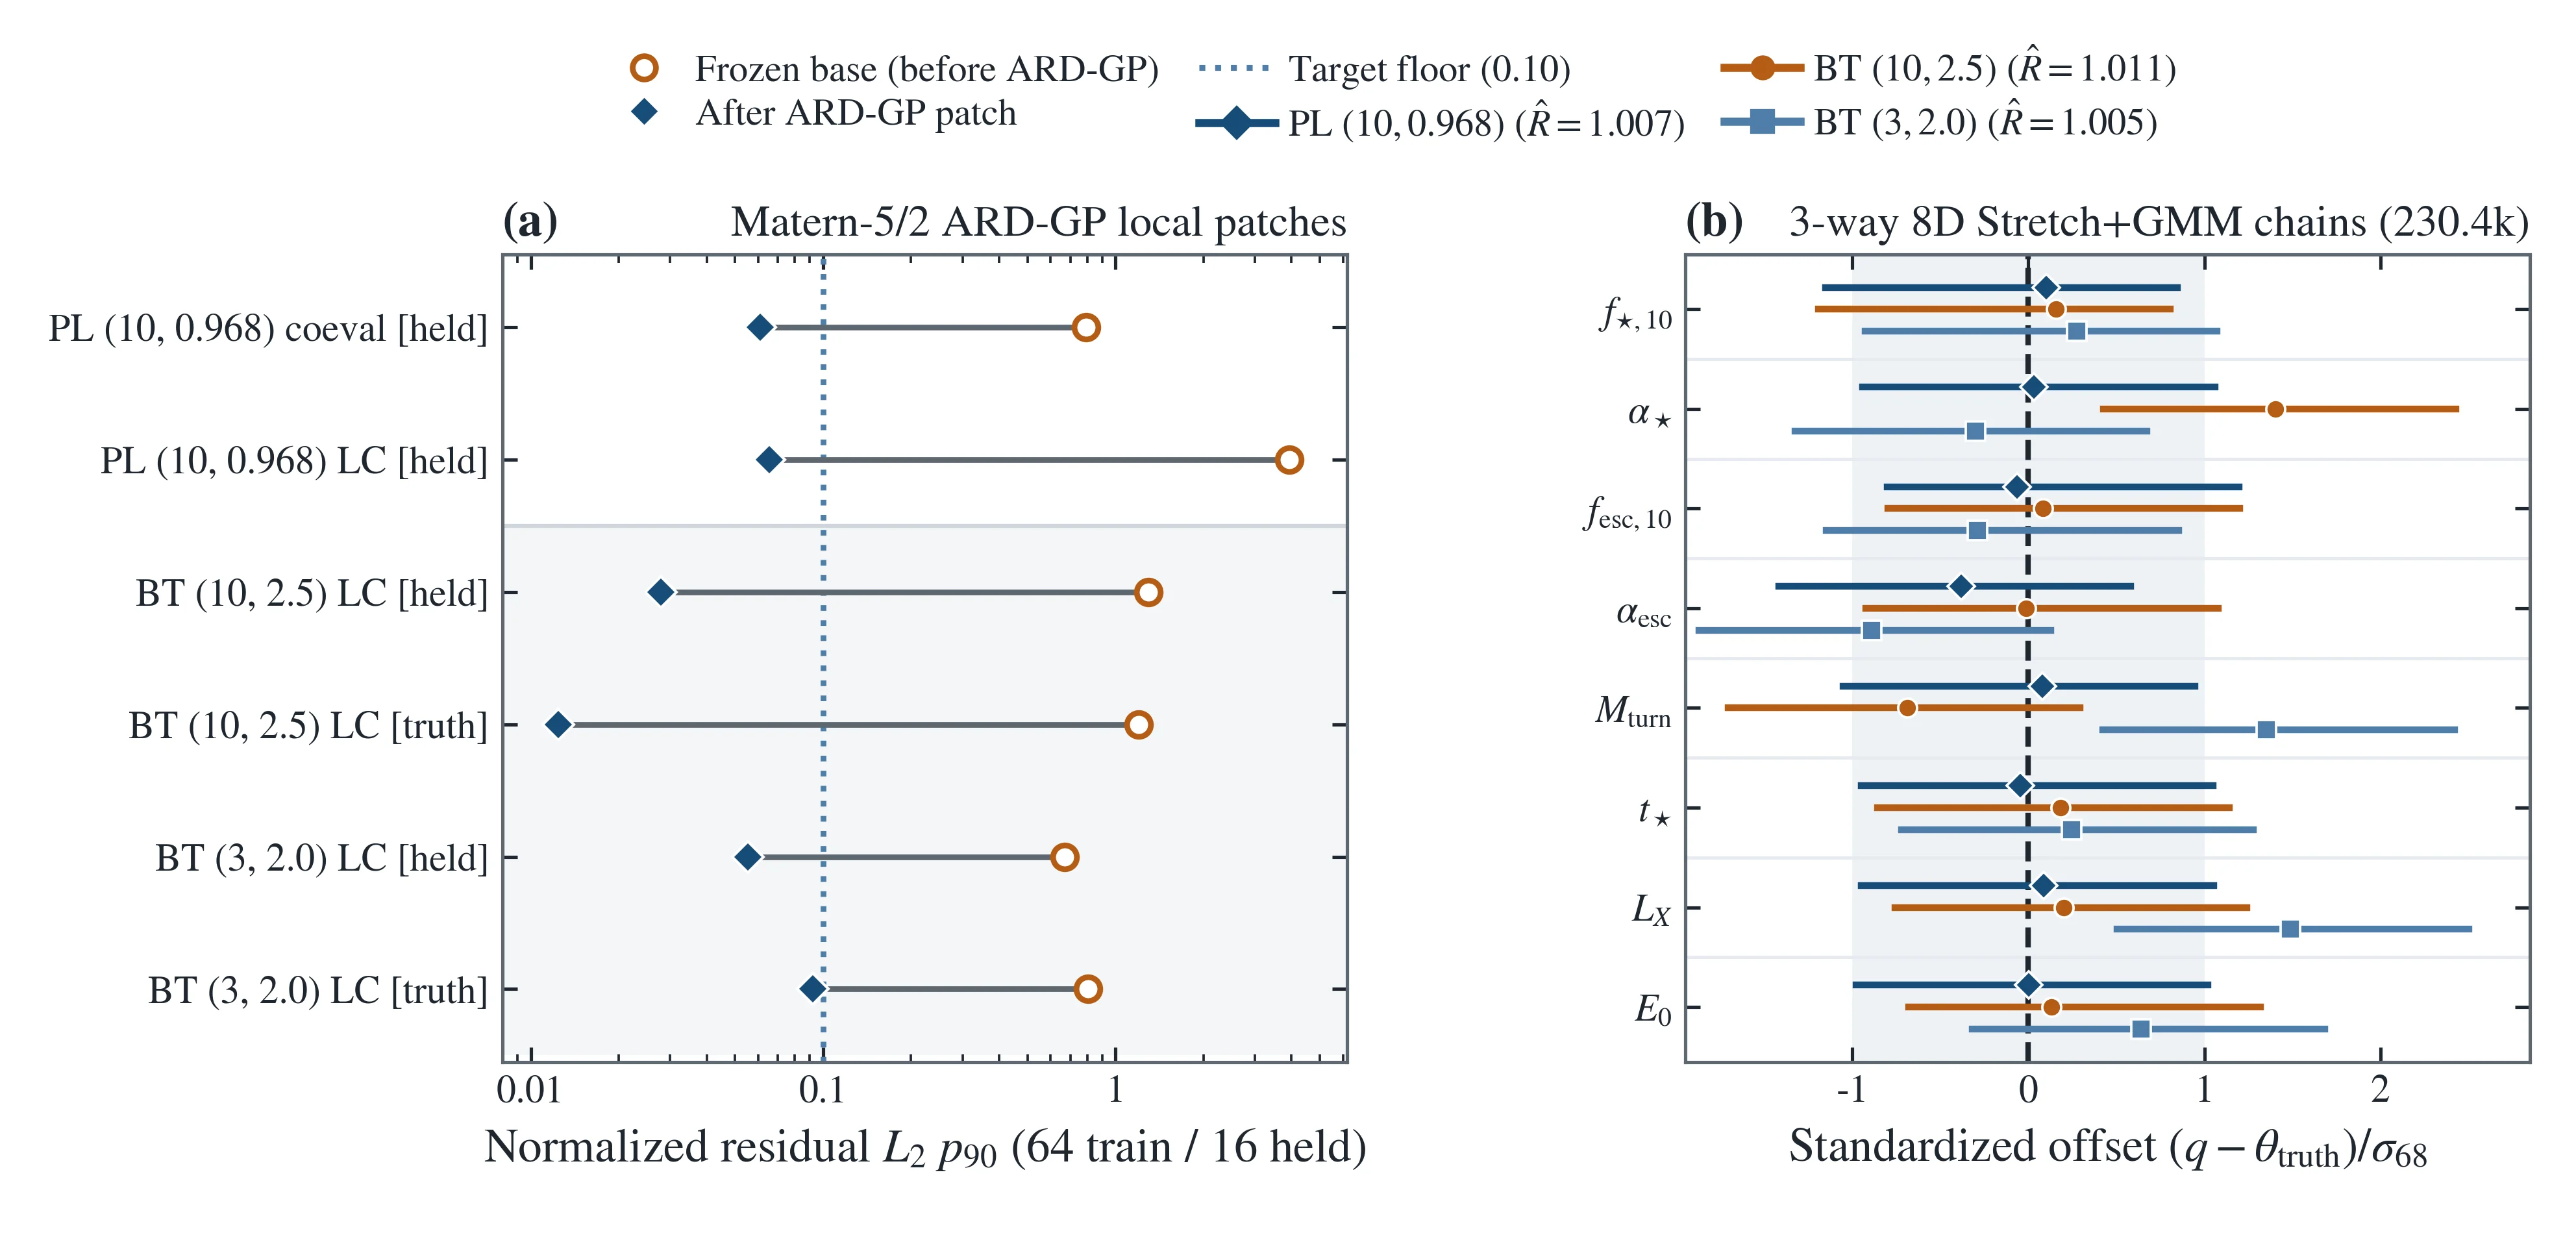 Frozen base (before ARD-GP)
After ARD-GP patch
Target floor (0.10)
PL (10, 0.968) (R̂ = 1.007)
BT (10, 2.5) (R̂ = 1.011)
BT (3, 2.0) (R̂ = 1.005)
(a) Matern-5/2 ARD-GP local patches
PL (10, 0.968) coeval [held]
PL (10, 0.968) LC [held]
BT (10, 2.5) LC [held]
BT (10, 2.5) LC [truth]
BT (3, 2.0) LC [held]
BT (3, 2.0) LC [truth]
0.01 0.1 1
Normalized residual L₂ p₉₀ (64 train / 16 held)
(b) 3-way 8D Stretch+GMM chains (230.4k)
f⋆, 10
α⋆
fesc, 10
αesc
Mturn
t⋆
LX
E₀
-1 0 1 2
Standardized offset (q − θtruth)/σ₆₈